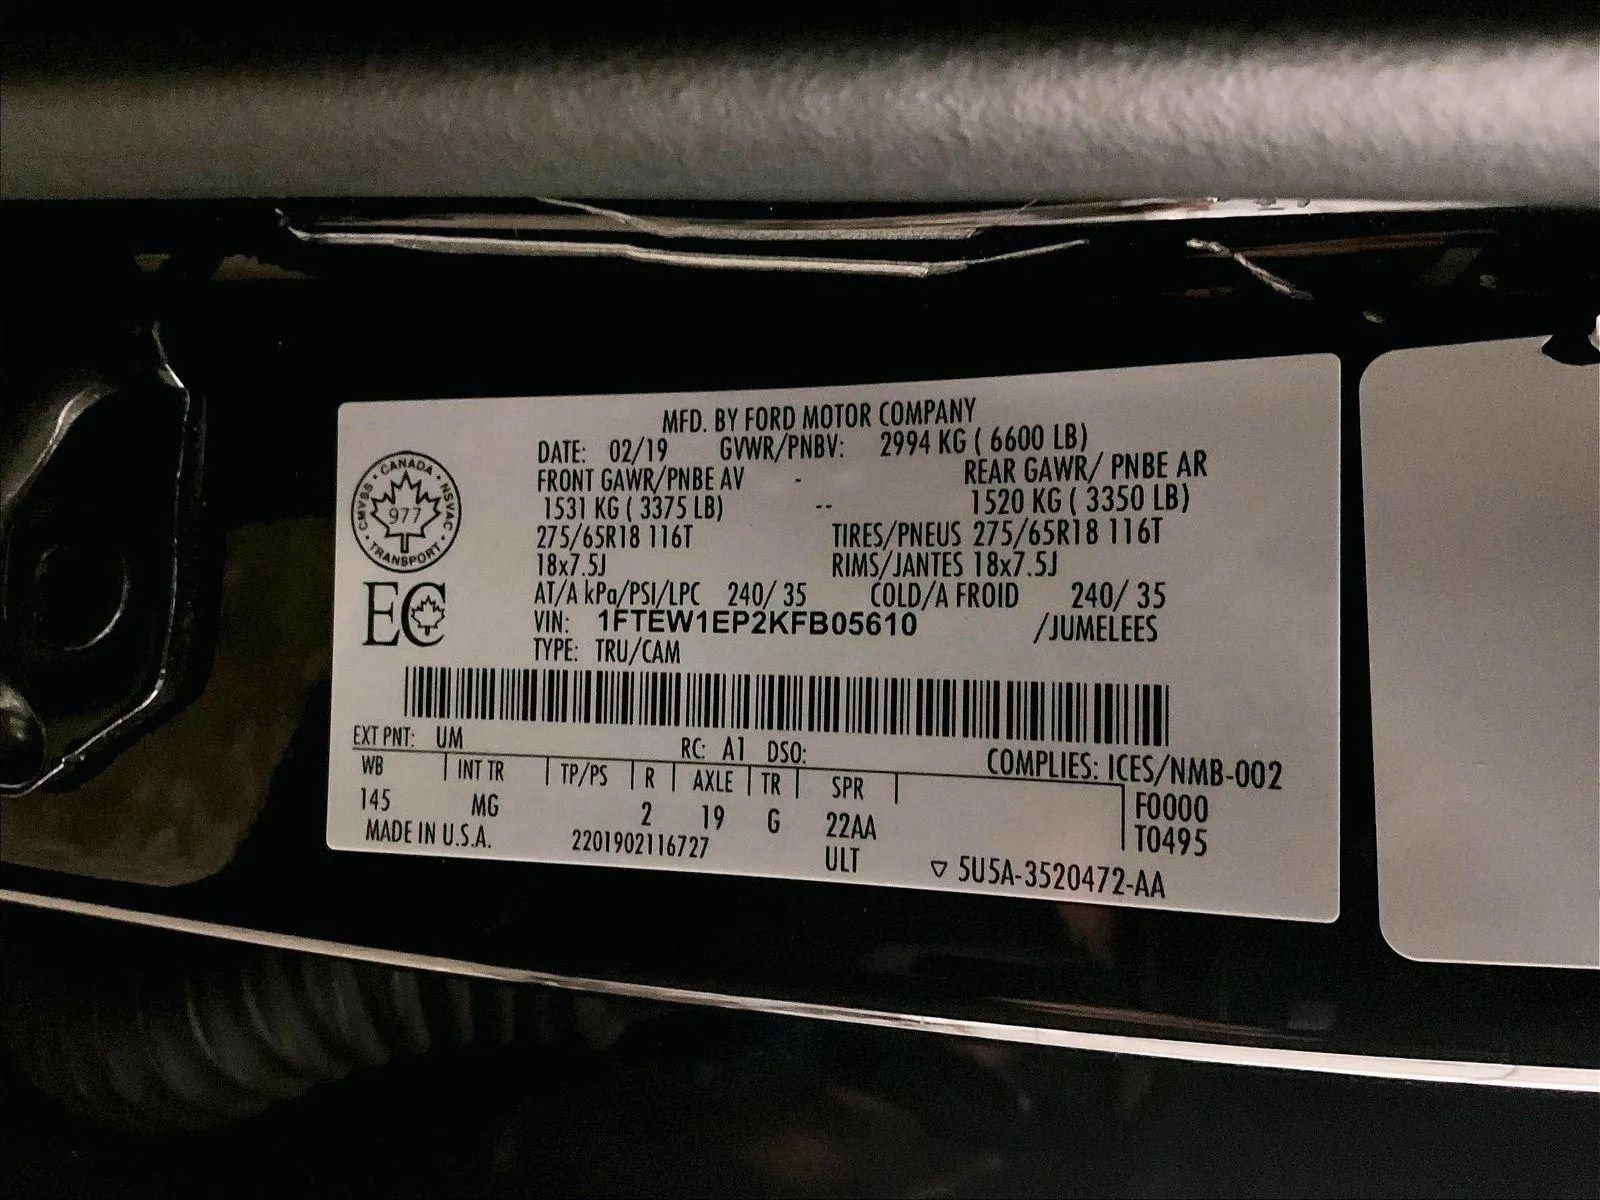 MFD. BY FORD MOTOR COMPANY
DATE: 02/19 GVWR/PNBV: 2994 KG ( 6600 LB)
FRONT GAWR/PNBE AV - REAR GAWR/ PNBE AR
1531 KG ( 3375 LB) -- 1520 KG ( 3350 LB)
275/65R18 116T TIRES/PNEUS 275/65R18 116T
18x7.5J RIMS/JANTES 18x7.5J
AT/A kPa/PSI/LPC 240/ 35 COLD/A FROID 240/ 35
VIN: 1FTEW1EP2KFB05610 /JUMELEES
TYPE: TRU/CAM
CANADA
CMVSS NSVAC
977
TRANSPORT
EC
EXT PNT: UM RC: A1 DSO: COMPLIES: ICES/NMB-002
WB | INT TR | TP/PS | R | AXLE | TR | SPR | F0000
145 MG 2 19 G 22AA T0495
MADE IN U.S.A. 2201902116727 ULT ▽ 5U5A-3520472-AA